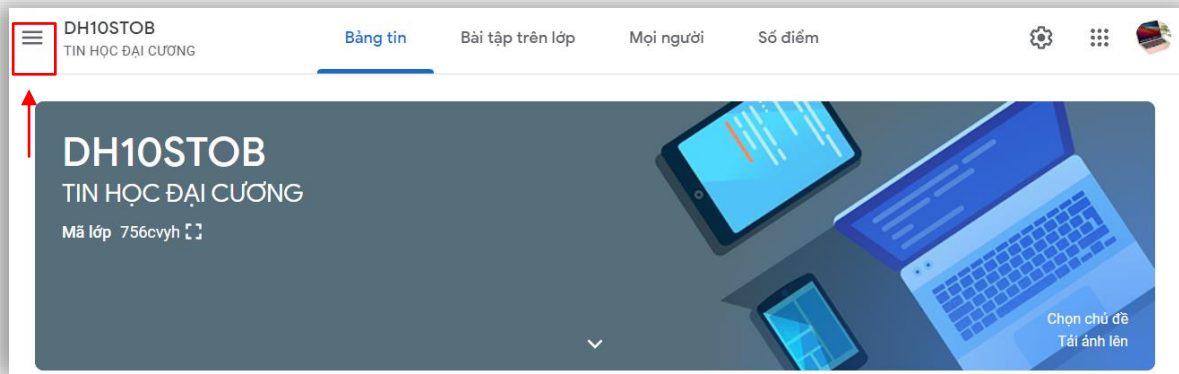 DH10STOB
TIN HỌC ĐẠI CƯƠNG
Bảng tin
Bài tập trên lớp
Mọi người
Số điểm
DH10STOB
TIN HỌC ĐẠI CƯƠNG
Mã lớp 756cvyh
Chọn chủ đề
Tải ảnh lên